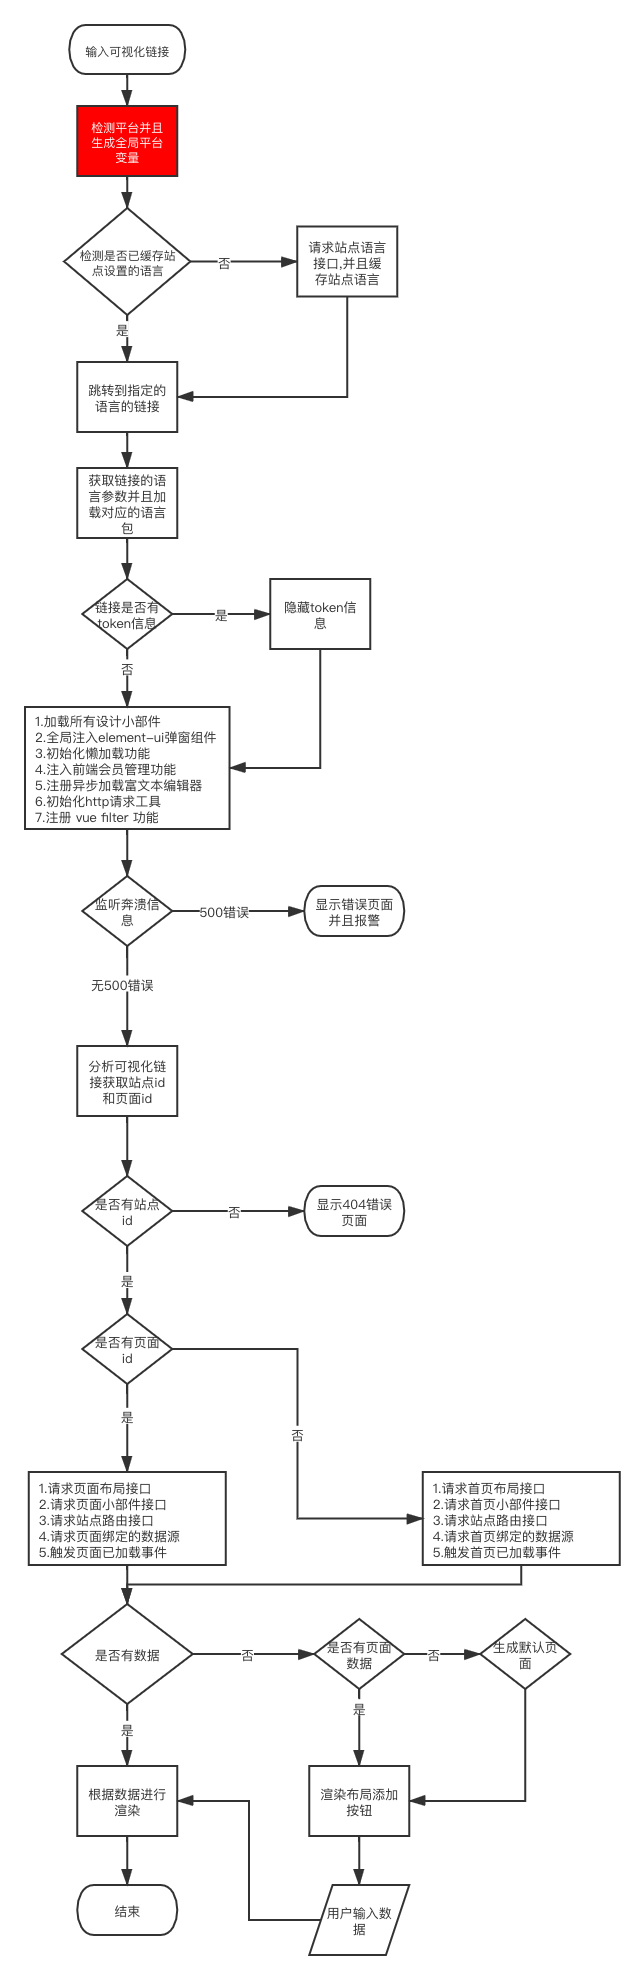 输入可视化链接
检测平台并且
生成全局平台
变量
检测是否已缓存站
点设置的语言
否
请求站点语言
接口,并且缓
存站点语言
是
跳转到指定的
语言的链接
获取链接的语
言参数并且加
载对应的语言
包
链接是否有
token信息
是
隐藏token信
息
否
1.加载所有设计小部件
2.全局注入element-ui弹窗组件
3.初始化懒加载功能
4.注入前端会员管理功能
5.注册异步加载富文本编辑器
6.初始化http请求工具
7.注册 vue filter 功能
监听奔溃信
息
500错误
显示错误页面
并且报警
无500错误
分析可视化链
接获取站点id
和页面id
是否有站点
id
否
显示404错误
页面
是
是否有页面
id
是
否
1.请求页面布局接口
2.请求页面小部件接口
3.请求站点路由接口
4.请求页面绑定的数据源
5.触发页面已加载事件
1.请求首页布局接口
2.请求首页小部件接口
3.请求站点路由接口
4.请求首页绑定的数据源
5.触发首页已加载事件
是否有数据
否
是否有页面
数据
否
生成默认页
面
是
是
根据数据进行
渲染
渲染布局添加
按钮
结束
用户输入数
据